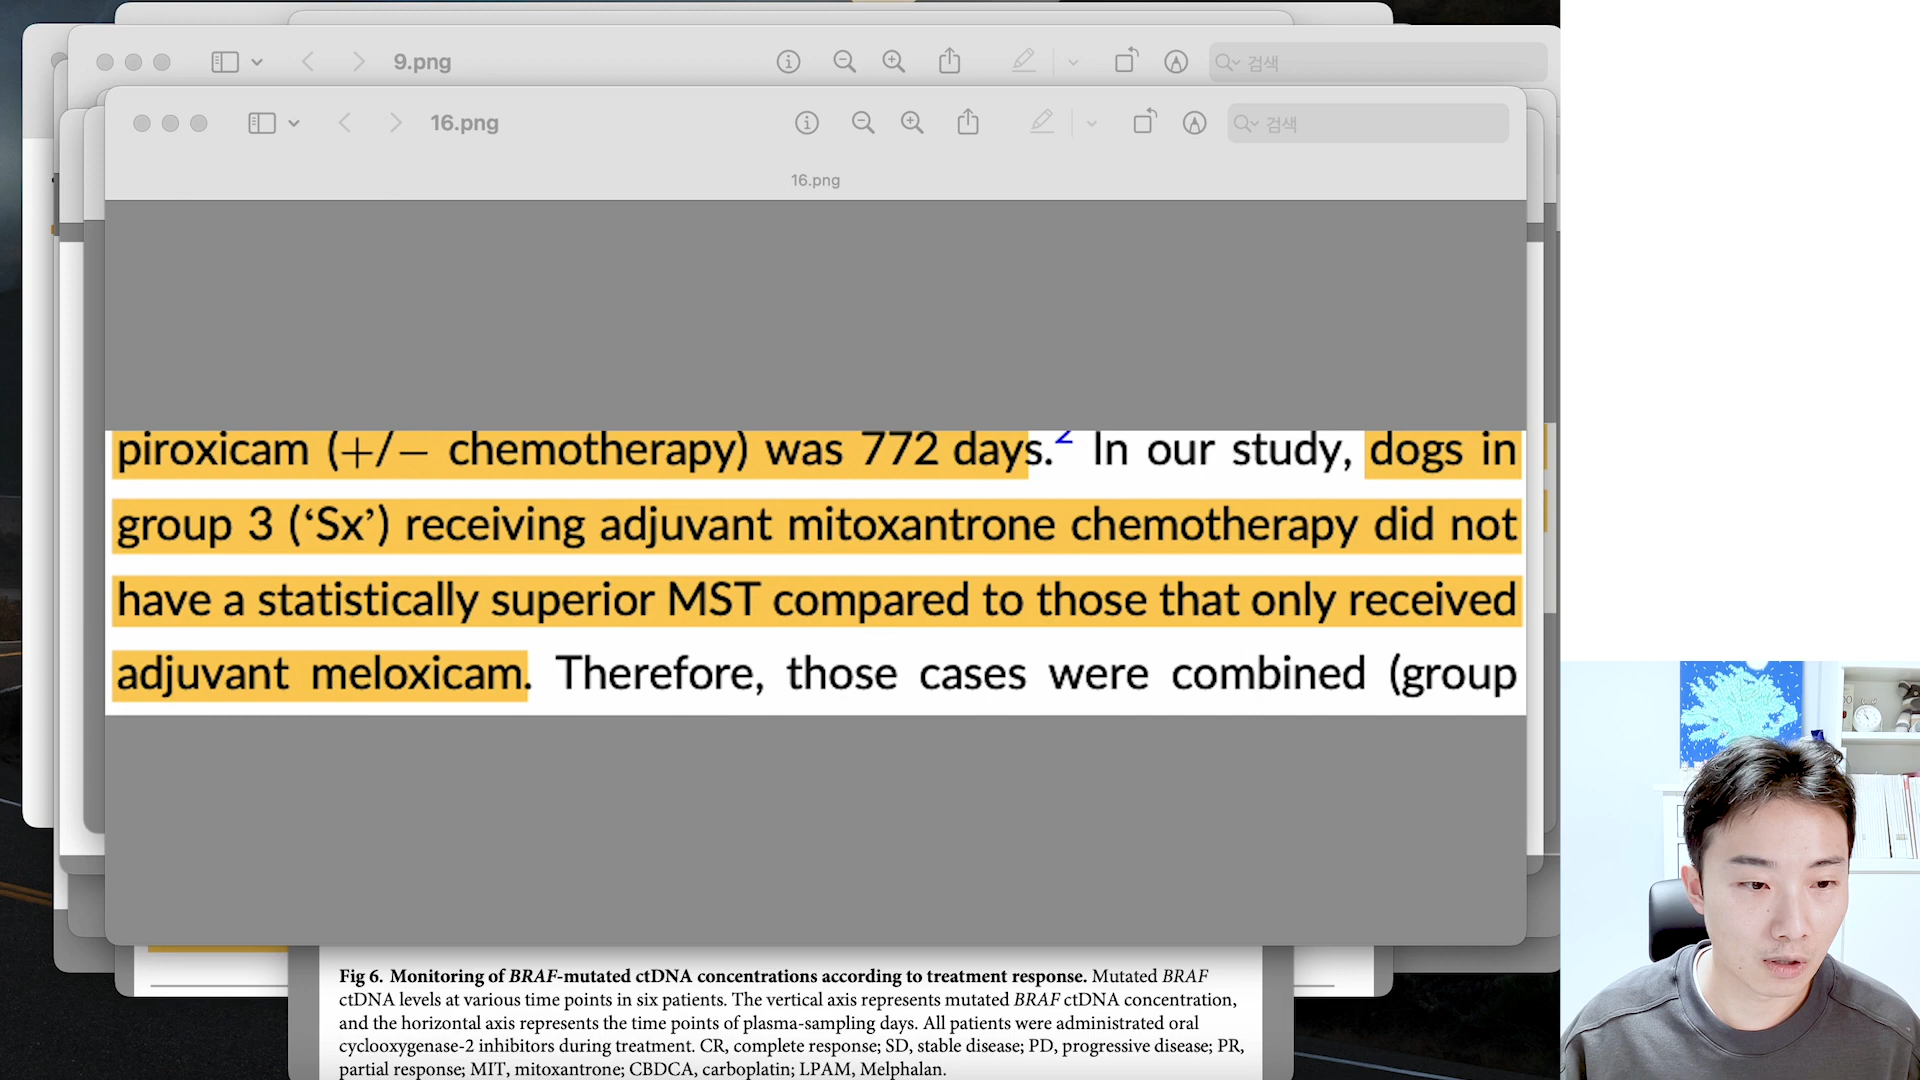 9.png
검색
16.png
검색
16.png
piroxicam (+/− chemotherapy) was 772 days.2 In our study, dogs in
group 3 (‘Sx’) receiving adjuvant mitoxantrone chemotherapy did not
have a statistically superior MST compared to those that only received
adjuvant meloxicam. Therefore, those cases were combined (group
Fig 6. Monitoring of BRAF-mutated ctDNA concentrations according to treatment response. Mutated BRAF
ctDNA levels at various time points in six patients. The vertical axis represents mutated BRAF ctDNA concentration,
and the horizontal axis represents the time points of plasma-sampling days. All patients were administrated oral
cyclooxygenase-2 inhibitors during treatment. CR, complete response; SD, stable disease; PD, progressive disease; PR,
partial response; MIT, mitoxantrone; CBDCA, carboplatin; LPAM, Melphalan.